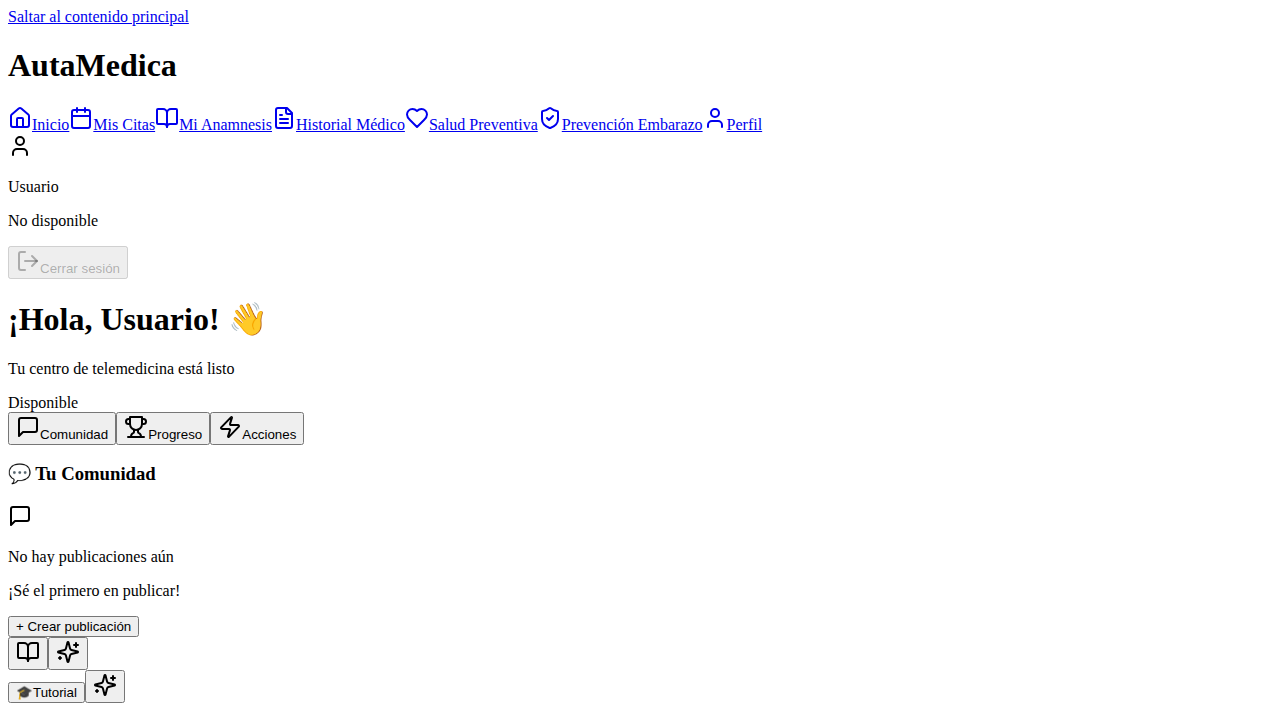 Saltar al contenido principal
AutaMedica
Inicio Mis Citas Mi Anamnesis Historial Médico Salud Preventiva Prevención Embarazo Perfil
Usuario
No disponible
Cerrar sesión
¡Hola, Usuario! 👋
Tu centro de telemedicina está listo
Disponible
Comunidad Progreso Acciones
💬 Tu Comunidad
No hay publicaciones aún
¡Sé el primero en publicar!
+ Crear publicación
🎓Tutorial